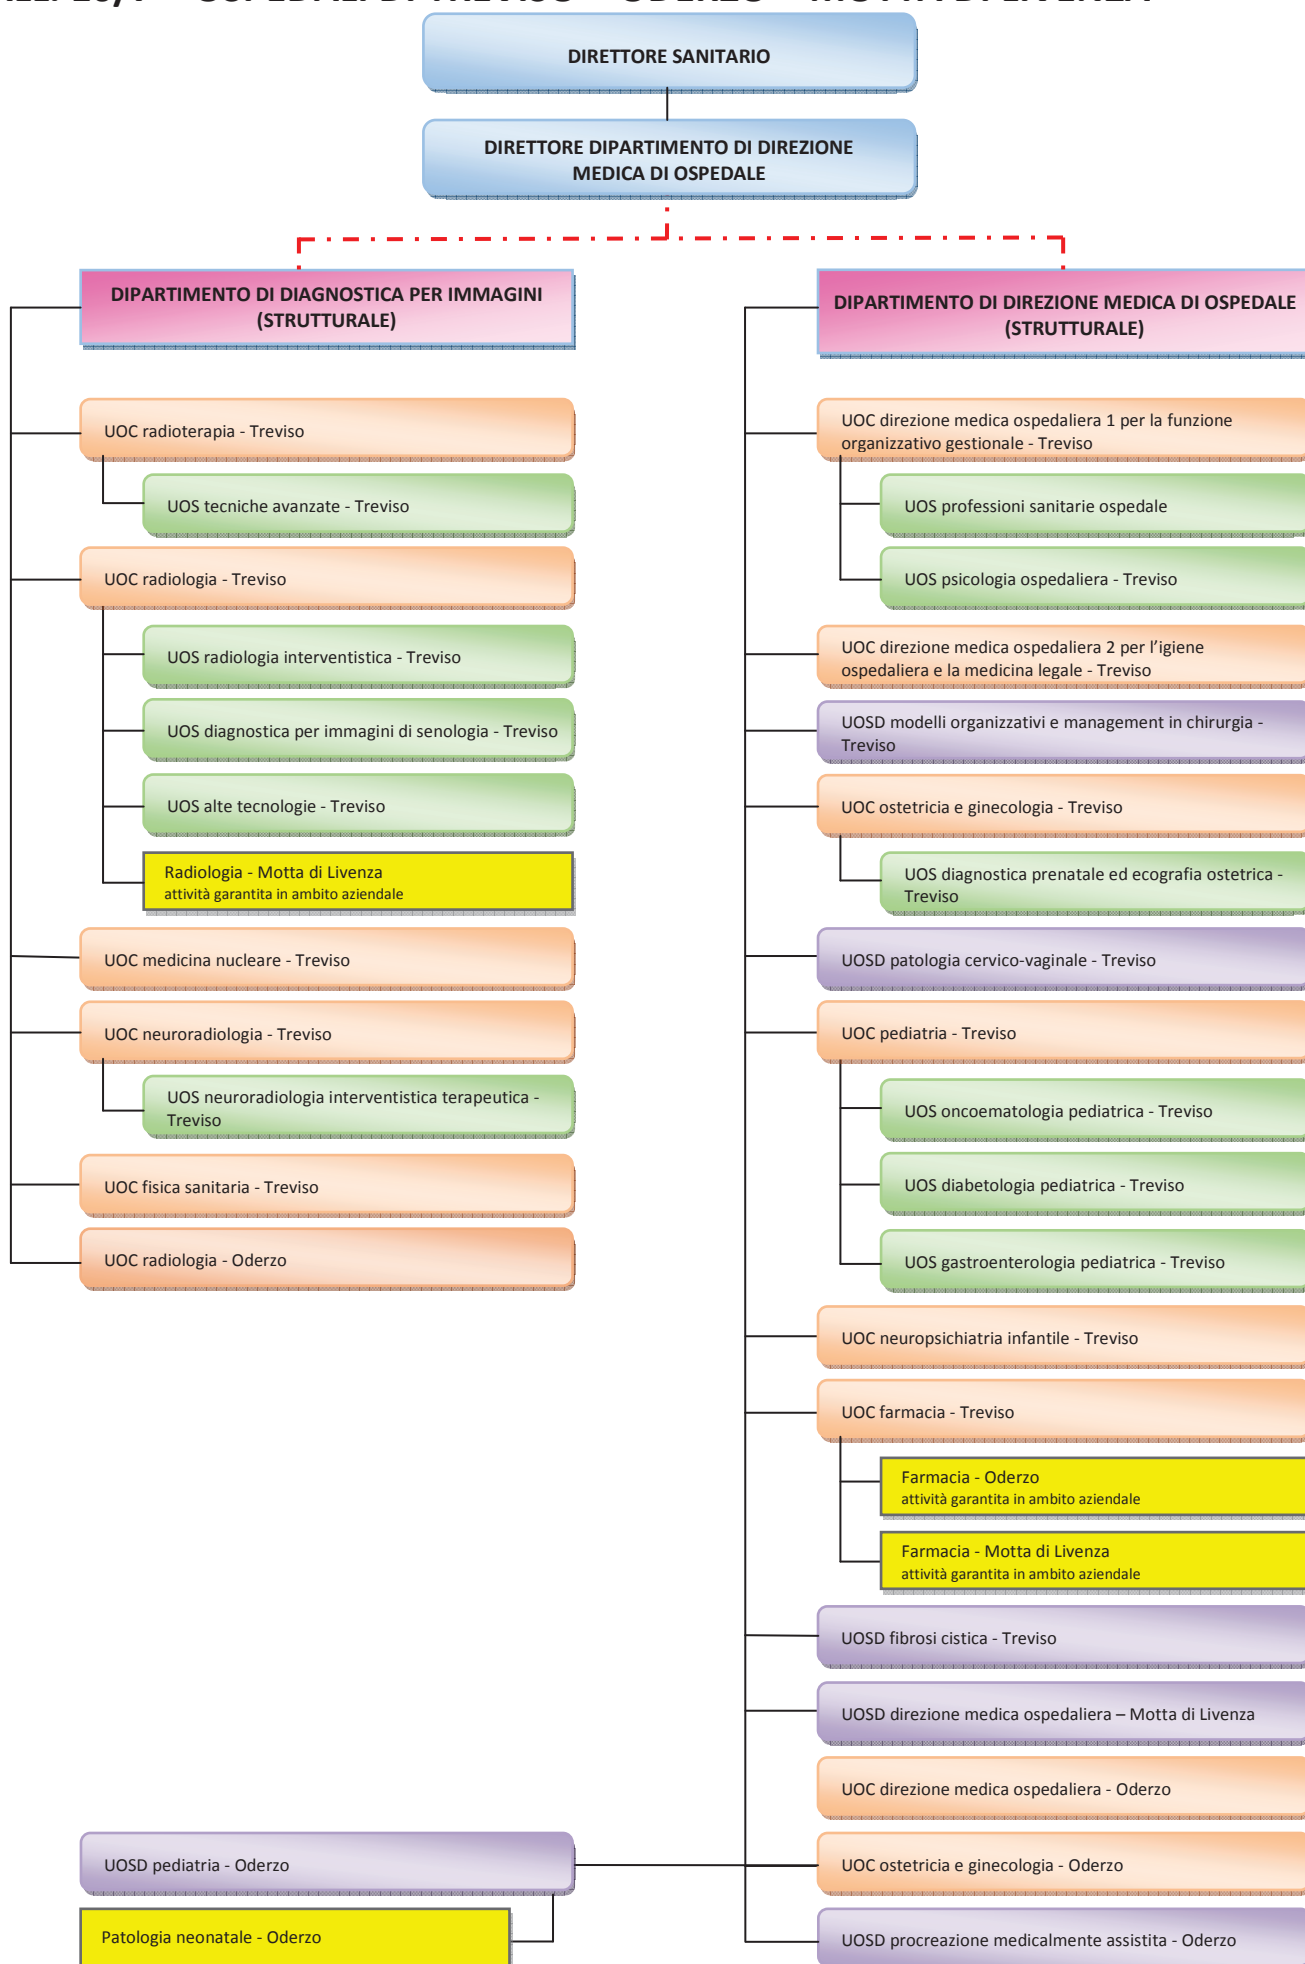 OSPEDALI DI TREVISO - ODERZO - MOTTA DI LIVENZA
DIRETTORE SANITARIO
DIRETTORE DIPARTIMENTO DI DIREZIONE
MEDICA DI OSPEDALE
DIPARTIMENTO DI DIAGNOSTICA PER IMMAGINI
(STRUTTURALE)
UOC radioterapia - Treviso
UOS tecniche avanzate - Treviso
UOC radiologia - Treviso
UOS radiologia interventistica - Treviso
UOS diagnostica per immagini di senologia - Treviso
UOS alte tecnologie - Treviso
Radiologia - Motta di Livenza
attività garantita in ambito aziendale
UOC medicina nucleare - Treviso
UOC neuroradiologia - Treviso
UOS neuroradiologia interventistica terapeutica -
Treviso
UOC fisica sanitaria - Treviso
UOC radiologia - Oderzo
DIPARTIMENTO DI DIREZIONE MEDICA DI OSPEDALE
(STRUTTURALE)
UOC direzione medica ospedaliera 1 per la funzione
organizzativo gestionale - Treviso
UOS professioni sanitarie ospedale
UOS psicologia ospedaliera - Treviso
UOC direzione medica ospedaliera 2 per l’igiene
ospedaliera e la medicina legale - Treviso
UOSD modelli organizzativi e management in chirurgia -
Treviso
UOC ostetricia e ginecologia - Treviso
UOS diagnostica prenatale ed ecografia ostetrica -
Treviso
UOSD patologia cervico-vaginale - Treviso
UOC pediatria - Treviso
UOS oncoematologia pediatrica - Treviso
UOS diabetologia pediatrica - Treviso
UOS gastroenterologia pediatrica - Treviso
UOC neuropsichiatria infantile - Treviso
UOC farmacia - Treviso
Farmacia - Oderzo
attività garantita in ambito aziendale
Farmacia - Motta di Livenza
attività garantita in ambito aziendale
UOSD fibrosi cistica - Treviso
UOSD direzione medica ospedaliera – Motta di Livenza
UOC direzione medica ospedaliera - Oderzo
UOSD pediatria - Oderzo
UOC ostetricia e ginecologia - Oderzo
Patologia neonatale - Oderzo
UOSD procreazione medicalmente assistita - Oderzo